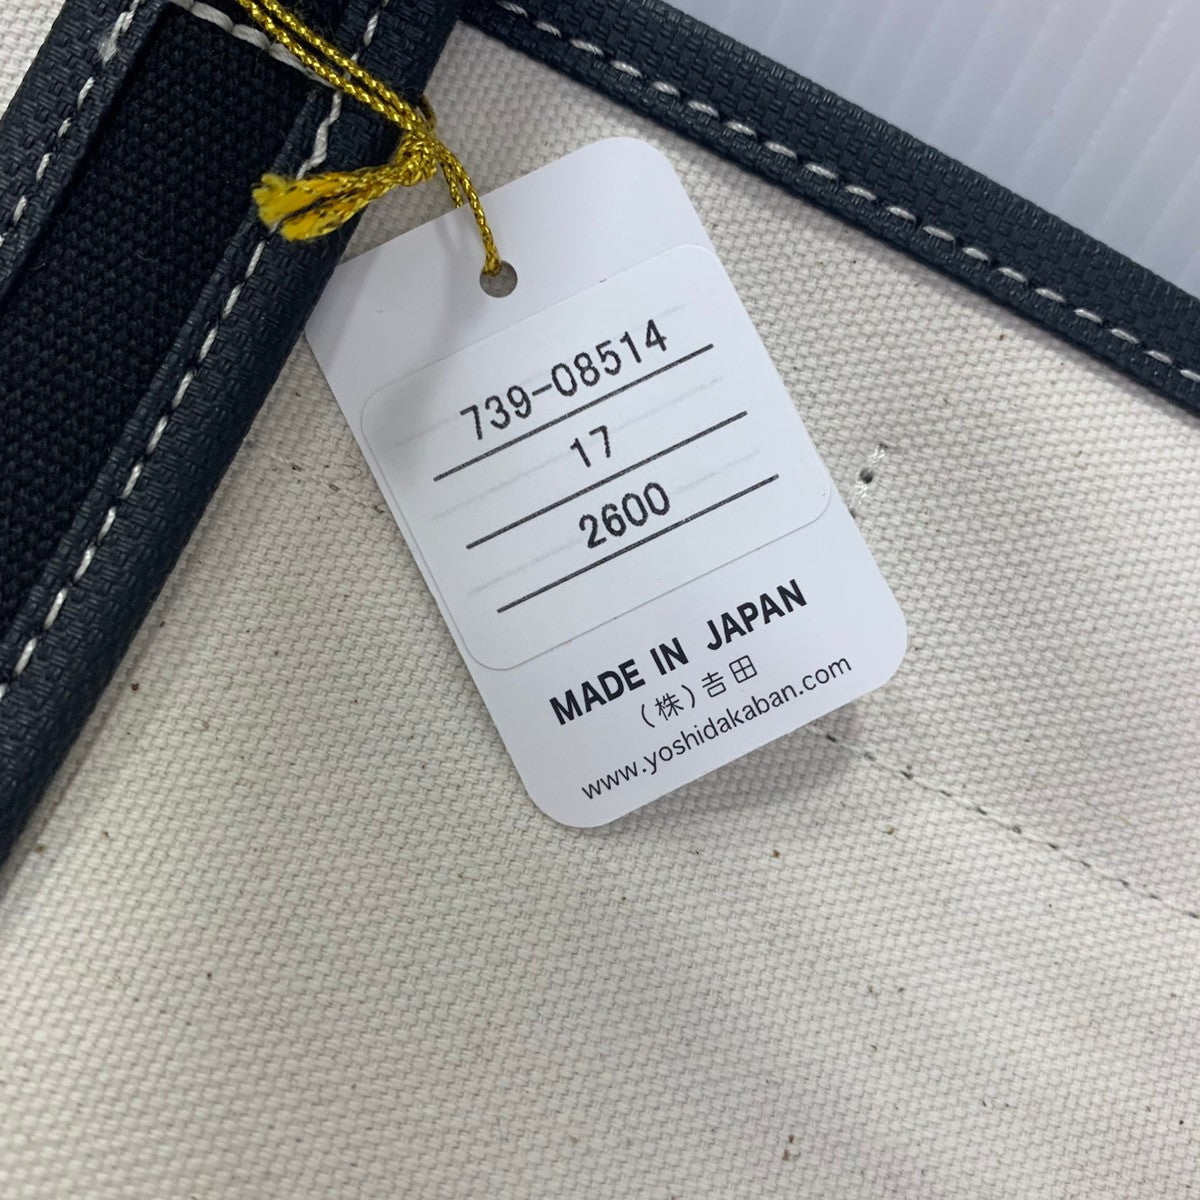 739-08514
17
2600
MADE IN JAPAN
(株)吉田
www.yoshidakaban.com